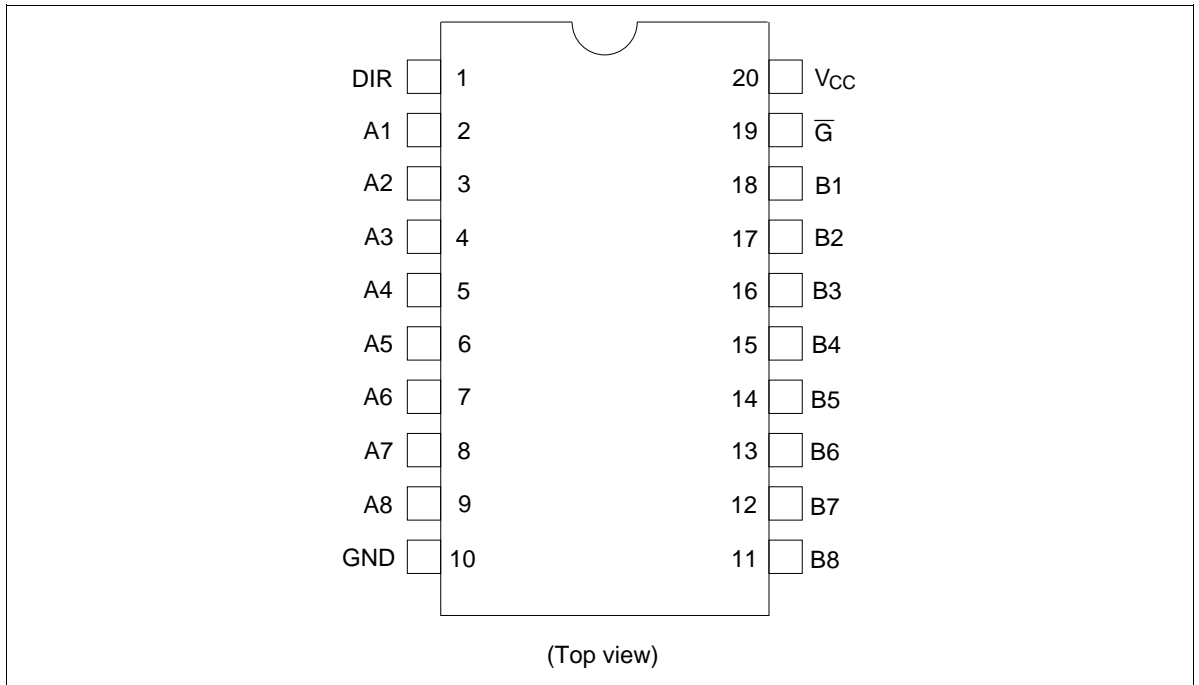 DIR 1 20 VCC
A1 2 19 G̅
A2 3 18 B1
A3 4 17 B2
A4 5 16 B3
A5 6 15 B4
A6 7 14 B5
A7 8 13 B6
A8 9 12 B7
GND 10 11 B8
(Top view)